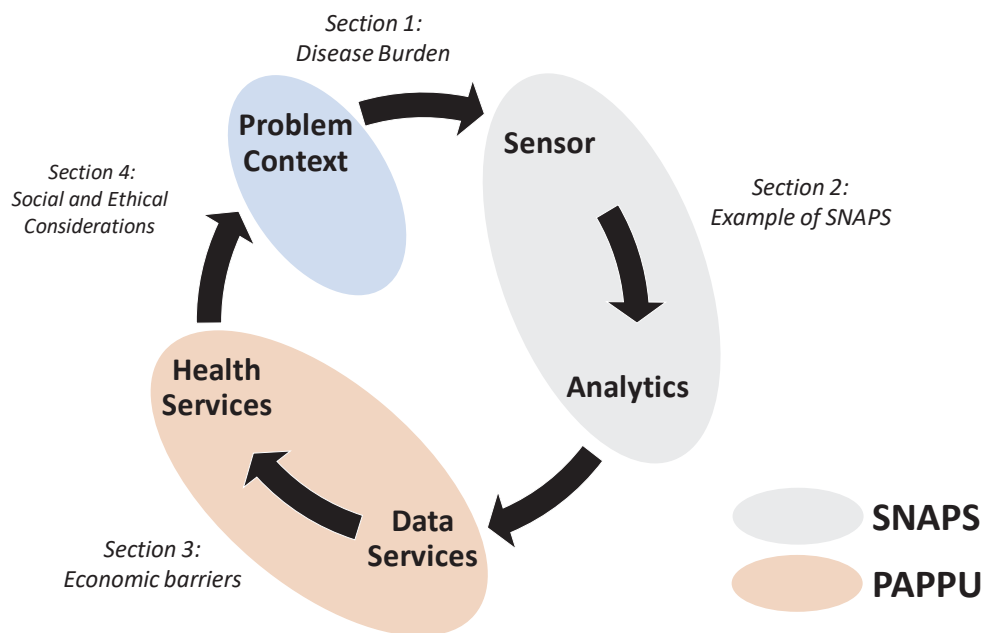 Section 1:
Disease Burden
Problem
Context
Sensor
Section 4:
Social and Ethical
Considerations
Section 2:
Example of SNAPS
Health
Services
Analytics
Data
Services
Section 3:
Economic barriers
SNAPS
PAPPU